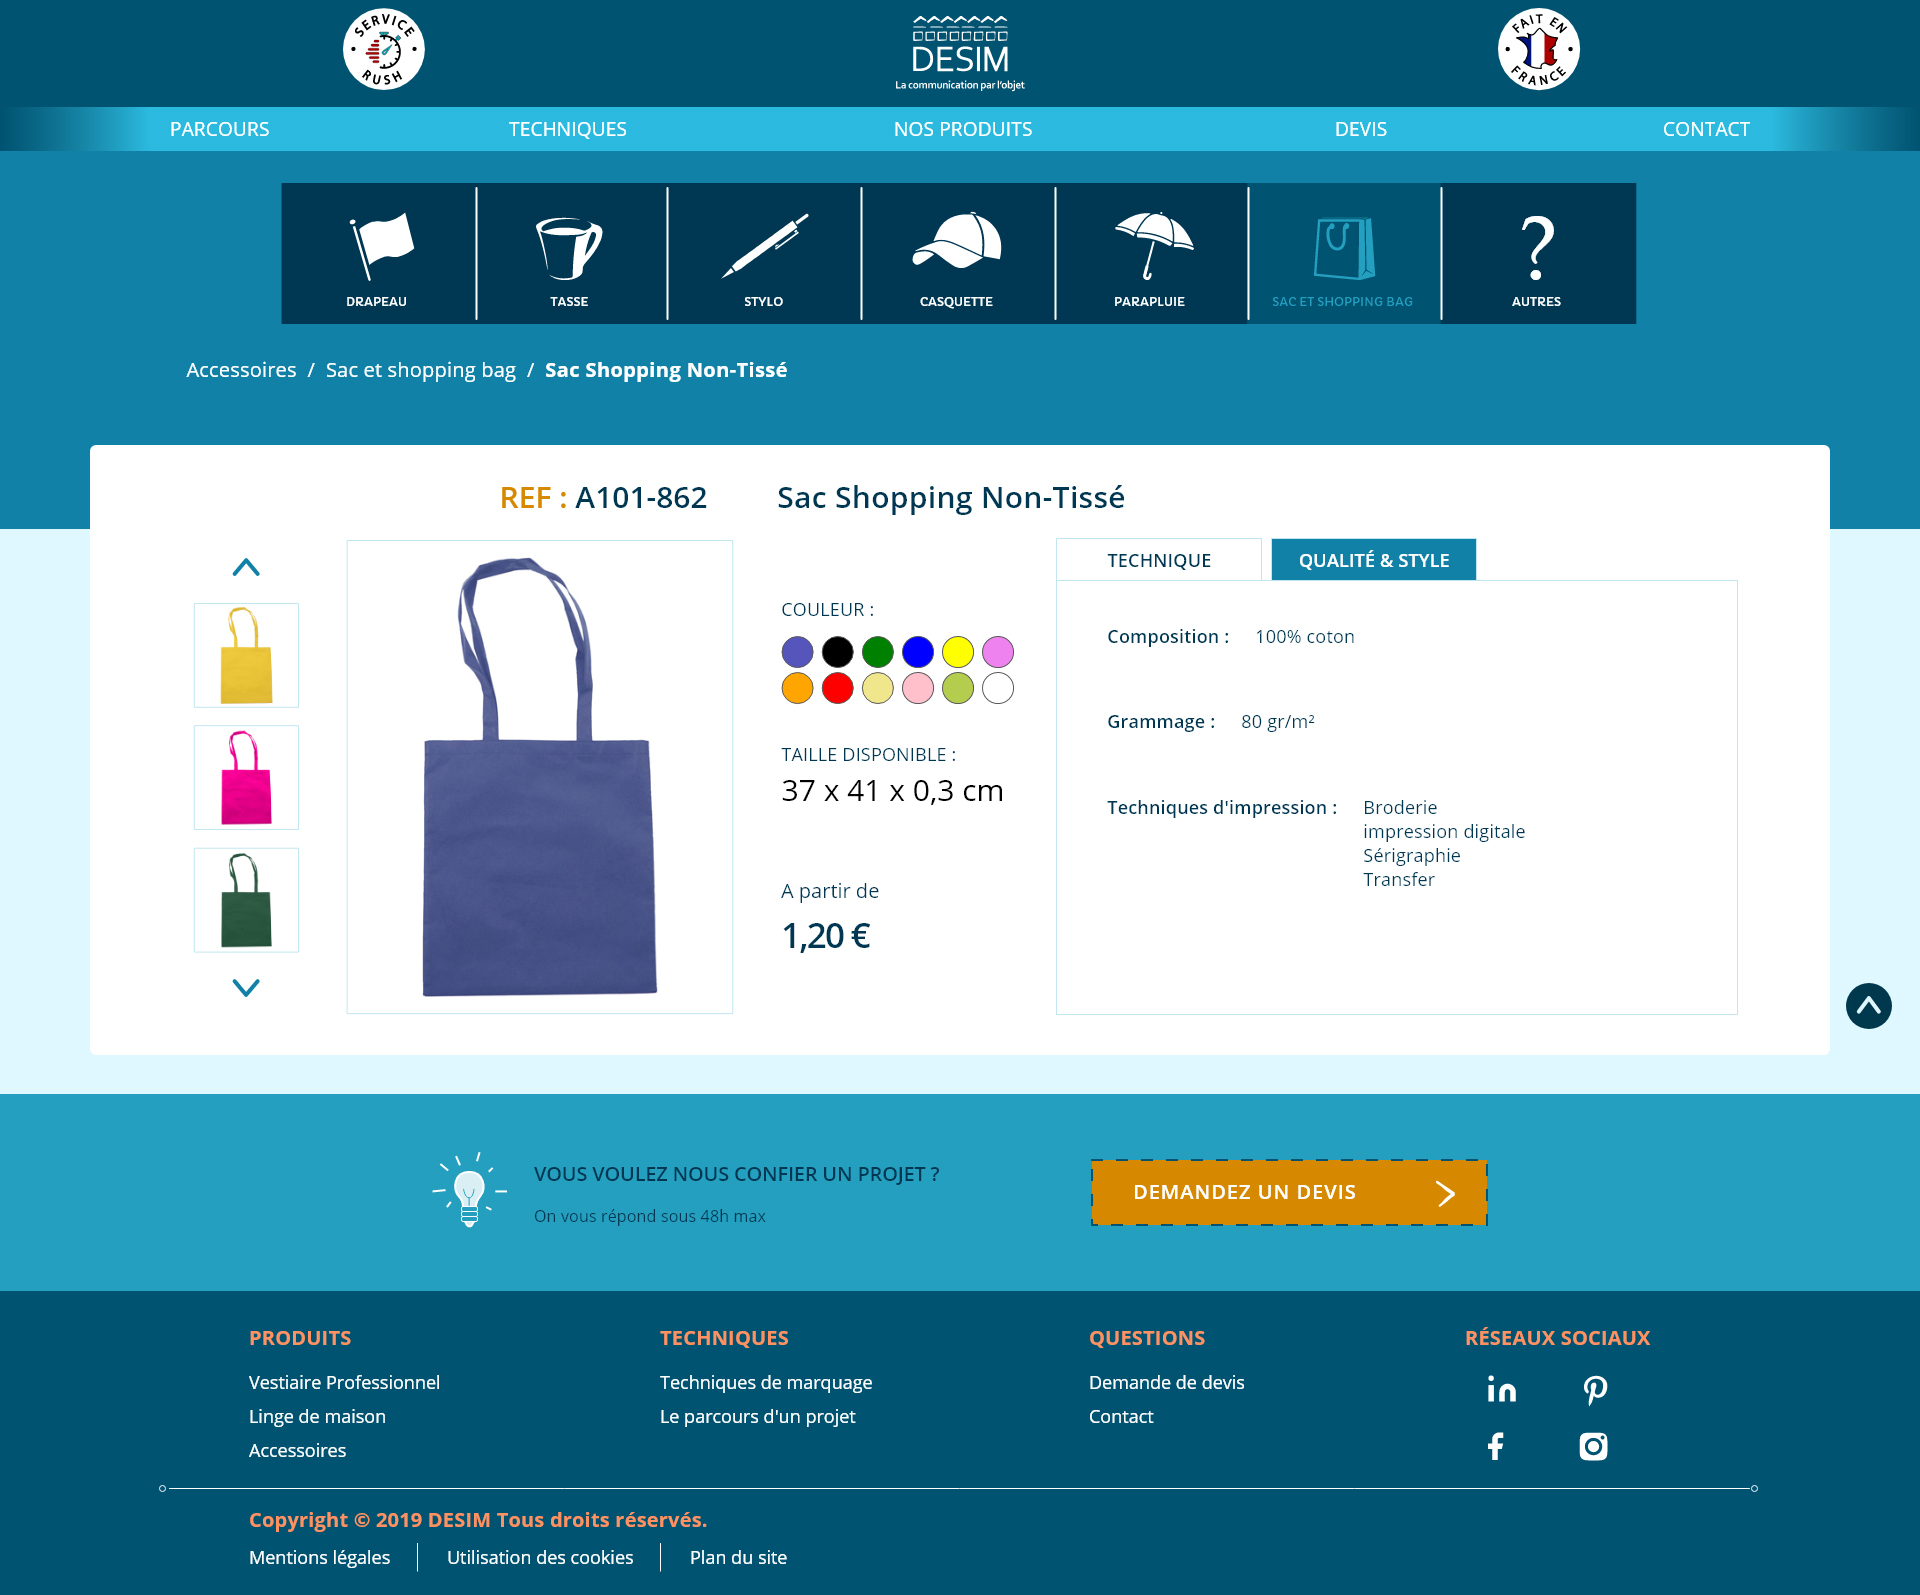 SERVICE
RUSH
DESIM
La communication par l'objet
FAIT EN
FRANCE
PARCOURS
TECHNIQUES
NOS PRODUITS
DEVIS
CONTACT
DRAPEAU
TASSE
STYLO
CASQUETTE
PARAPLUIE
SAC ET SHOPPING BAG
AUTRES
Accessoires / Sac et shopping bag / Sac Shopping Non-Tissé
REF : A101-862
Sac Shopping Non-Tissé
COULEUR :
TAILLE DISPONIBLE :
37 x 41 x 0,3 cm
A partir de
1,20 €
TECHNIQUE
QUALITÉ & STYLE
Composition : 100% coton
Grammage : 80 gr/m²
Techniques d'impression : Broderie
impression digitale
Sérigraphie
Transfer
VOUS VOULEZ NOUS CONFIER UN PROJET ?
On vous répond sous 48h max
DEMANDEZ UN DEVIS
PRODUITS
Vestiaire Professionnel
Linge de maison
Accessoires
TECHNIQUES
Techniques de marquage
Le parcours d'un projet
QUESTIONS
Demande de devis
Contact
RÉSEAUX SOCIAUX
Copyright © 2019 DESIM Tous droits réservés.
Mentions légales
Utilisation des cookies
Plan du site